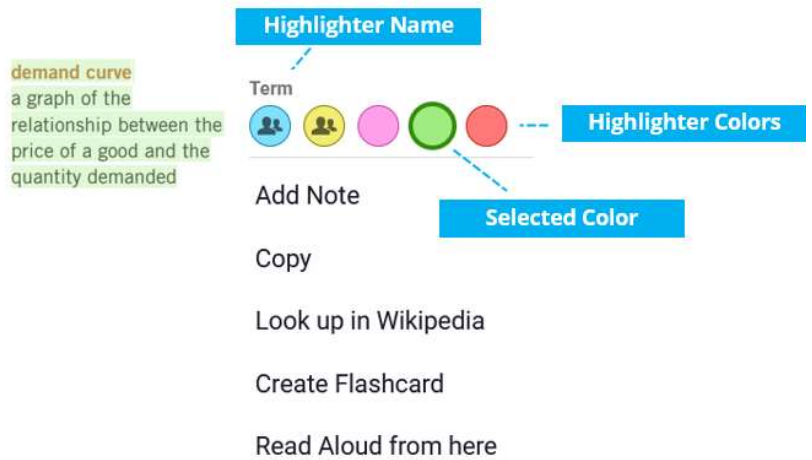 Highlighter Name
demand curve
a graph of the
relationship between the
price of a good and the
quantity demanded
Term
Highlighter Colors
Selected Color
Add Note
Copy
Look up in Wikipedia
Create Flashcard
Read Aloud from here